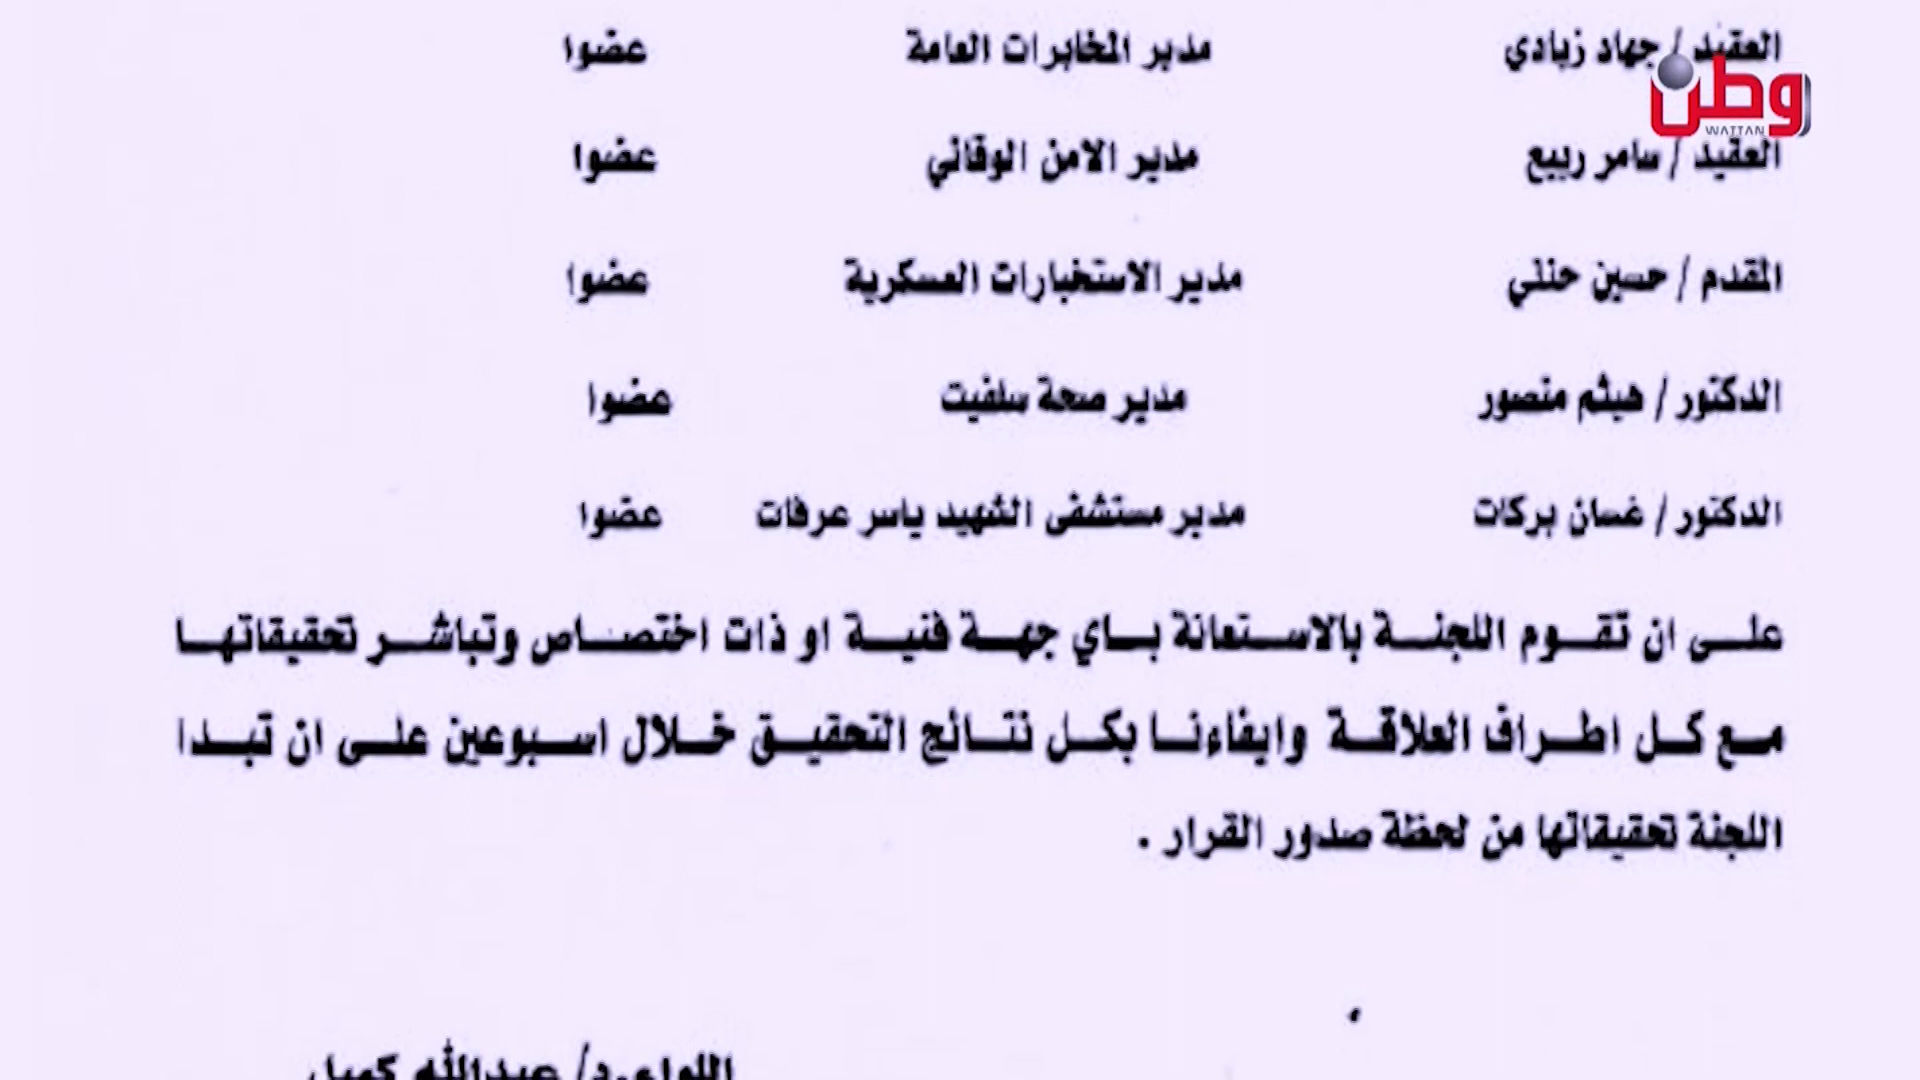 العقيد / جهاد زيادي مدير المخابرات العامة عضوا
وطن
WATTAN
العقيد / سامر ربيع مدير الامن الوقائي عضوا
المقدم / حسين حنني مدير الاستخبارات العسكرية عضوا
الدكتور / هيثم منصور مدير صحة سلفيت عضوا
الدكتور / غسان بركات مدير مستشفى الشهيد ياسر عرفات عضوا
على ان تقوم اللجنة بالاستعانة باي جهة فنية او ذات اختصاص وتباشر تحقيقاتها
مع كل اطراف العلاقة وايفاءنا بكل نتائج التحقيق خلال اسبوعين على ان تبدا
اللجنة تحقيقاتها من لحظة صدور القرار .
اللواء.د/ عبدالله كميل